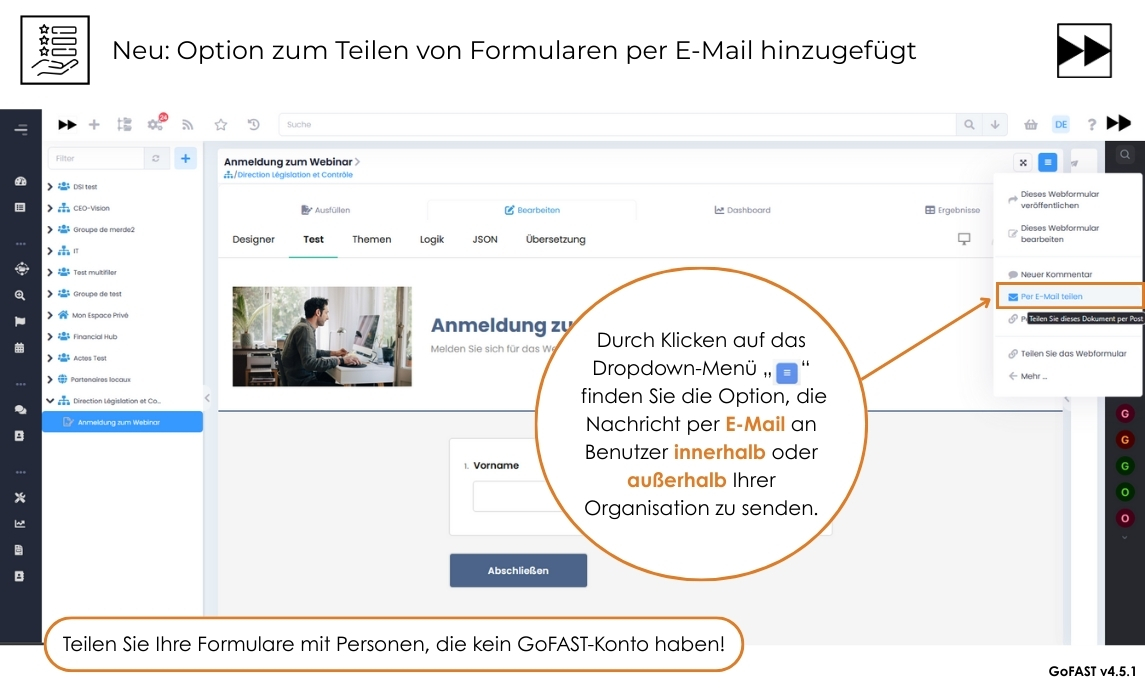 Neu: Option zum Teilen von Formularen per E-Mail hinzugefügt
24
Suche
DE
?
Filter
+
DSI test
CEO-Vision
Groupe de merde2
IT
Test multifiler
Groupe de test
Mon Espace Privé
Financial Hub
Actes Test
Partenaires locaux
Direction Législation et Co..
Anmeldung zum Webinar
Anmeldung zum Webinar
/Direction Législation et Contrôle
Ausfüllen
Bearbeiten
Dashboard
Ergebnisse
Designer
Test
Themen
Logik
JSON
Übersetzung
Dieses Webformular
veröffentlichen
Dieses Webformular
bearbeiten
Neuer Kommentar
Per E-Mail teilen
Teilen Sie dieses Dokument per Post
Teilen Sie das Webformular
Mehr ...
Anmeldung zu
Melden Sie sich für das We
1. Vorname
Abschließen
Durch Klicken auf das
Dropdown-Menü „ “
finden Sie die Option, die
Nachricht per E-Mail an
Benutzer innerhalb oder
außerhalb Ihrer
Organisation zu senden.
G
G
G
O
O
Teilen Sie Ihre Formulare mit Personen, die kein GoFAST-Konto haben!
GoFAST v4.5.1